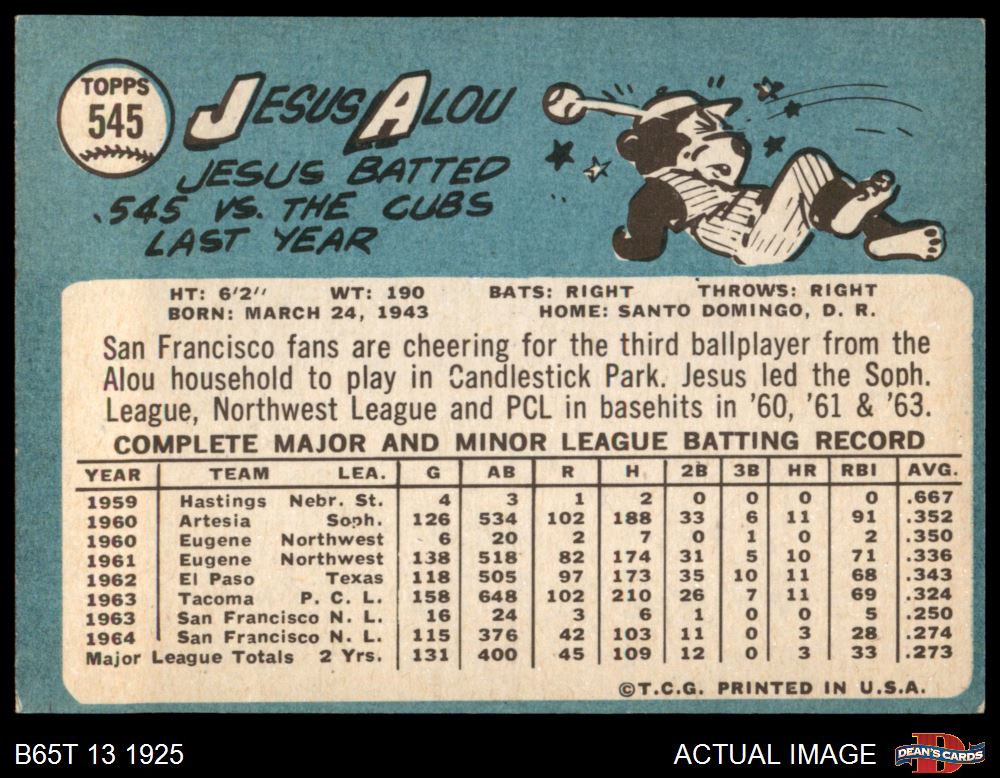 TOPPS
545
JESUS ALOU
JESUS BATTED
.545 VS. THE CUBS
LAST YEAR
HT: 6'2" WT: 190 BATS: RIGHT THROWS: RIGHT
BORN: MARCH 24, 1943 HOME: SANTO DOMINGO, D. R.
San Francisco fans are cheering for the third ballplayer from the
Alou household to play in Candlestick Park. Jesus led the Soph.
League, Northwest League and PCL in basehits in '60, '61 & '63.
COMPLETE MAJOR AND MINOR LEAGUE BATTING RECORD
YEAR TEAM LEA. G AB R H 2B 3B HR RBI AVG.
1959 Hastings Nebr. St. 4 3 1 2 0 0 0 0 .667
1960 Artesia Soph. 126 534 102 188 33 6 11 91 .352
1960 Eugene Northwest 6 20 2 7 0 1 0 2 .350
1961 Eugene Northwest 138 518 82 174 31 5 10 71 .336
1962 El Paso Texas 118 505 97 173 35 10 11 68 .343
1963 Tacoma P. C. L. 158 648 102 210 26 7 11 69 .324
1963 San Francisco N. L. 16 24 3 6 1 0 0 5 .250
1964 San Francisco N. L. 115 376 42 103 11 0 3 28 .274
Major League Totals 2 Yrs. 131 400 45 109 12 0 3 33 .273
©T.C.G. PRINTED IN U.S.A.
B65T 13 1925 ACTUAL IMAGE
DEAN'S CARDS